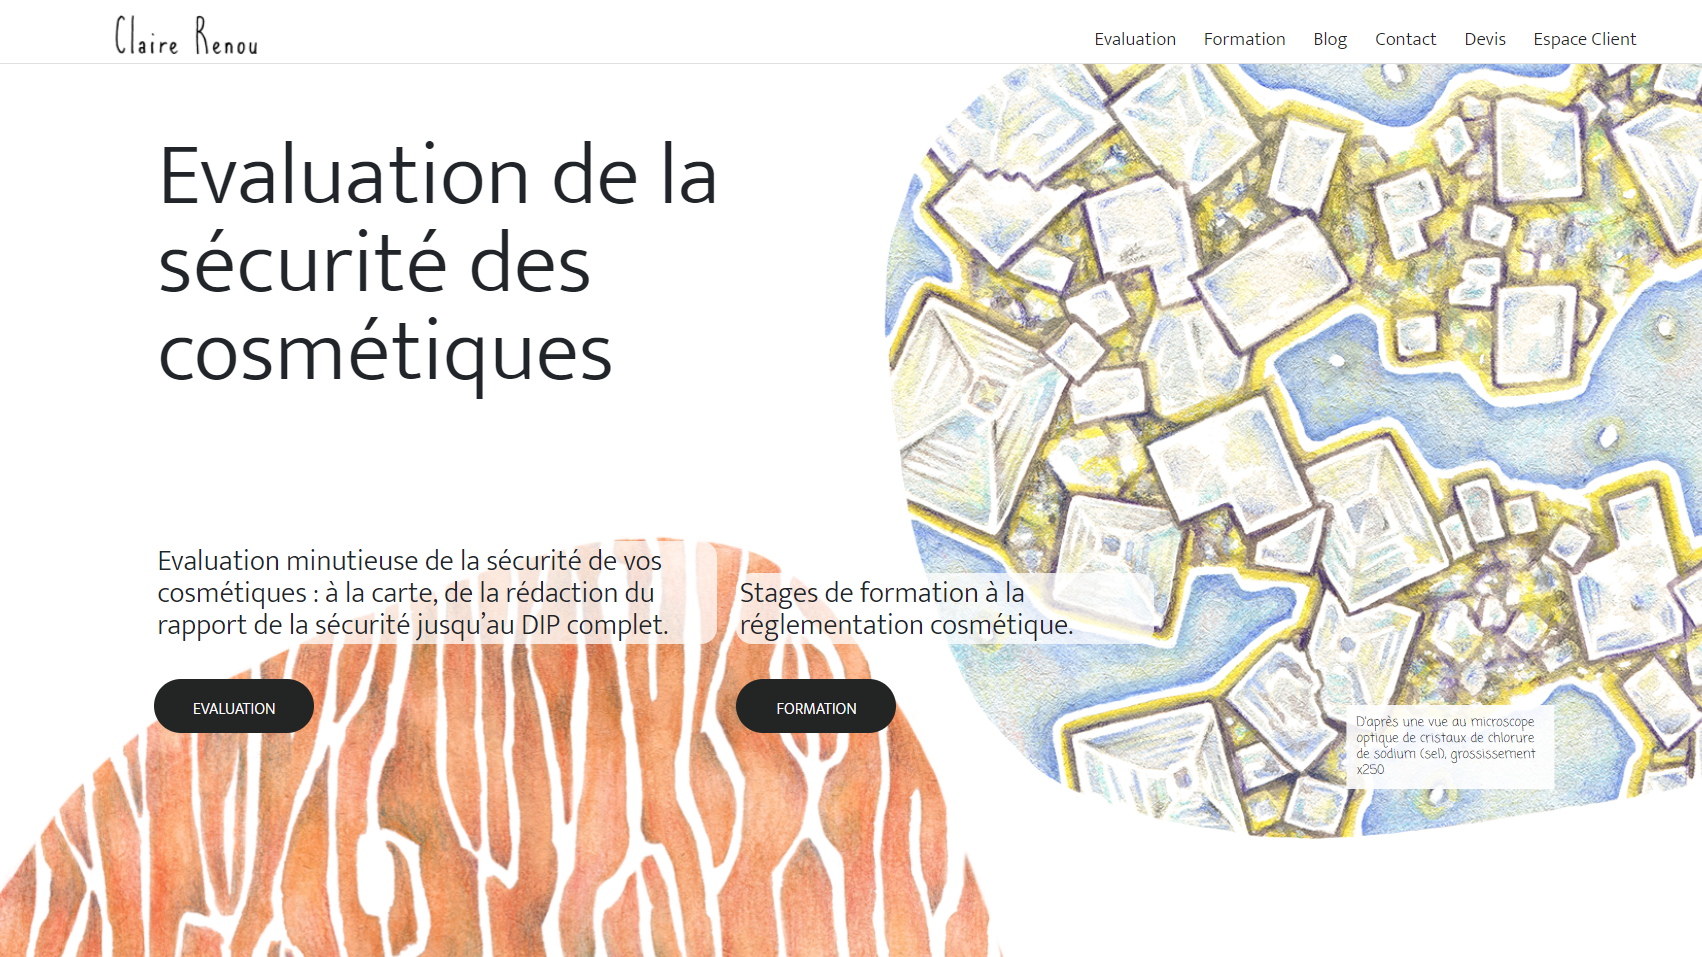 Claire Renou
Evaluation
Formation
Blog
Contact
Devis
Espace Client
Evaluation de la
sécurité des
cosmétiques
Evaluation minutieuse de la sécurité de vos
cosmétiques : à la carte, de la rédaction du
rapport de la sécurité jusqu’au DIP complet.
EVALUATION
Stages de formation à la
réglementation cosmétique.
FORMATION
D'après une vue au microscope
optique de cristaux de chlorure
de sodium (sel), grossissement
x250